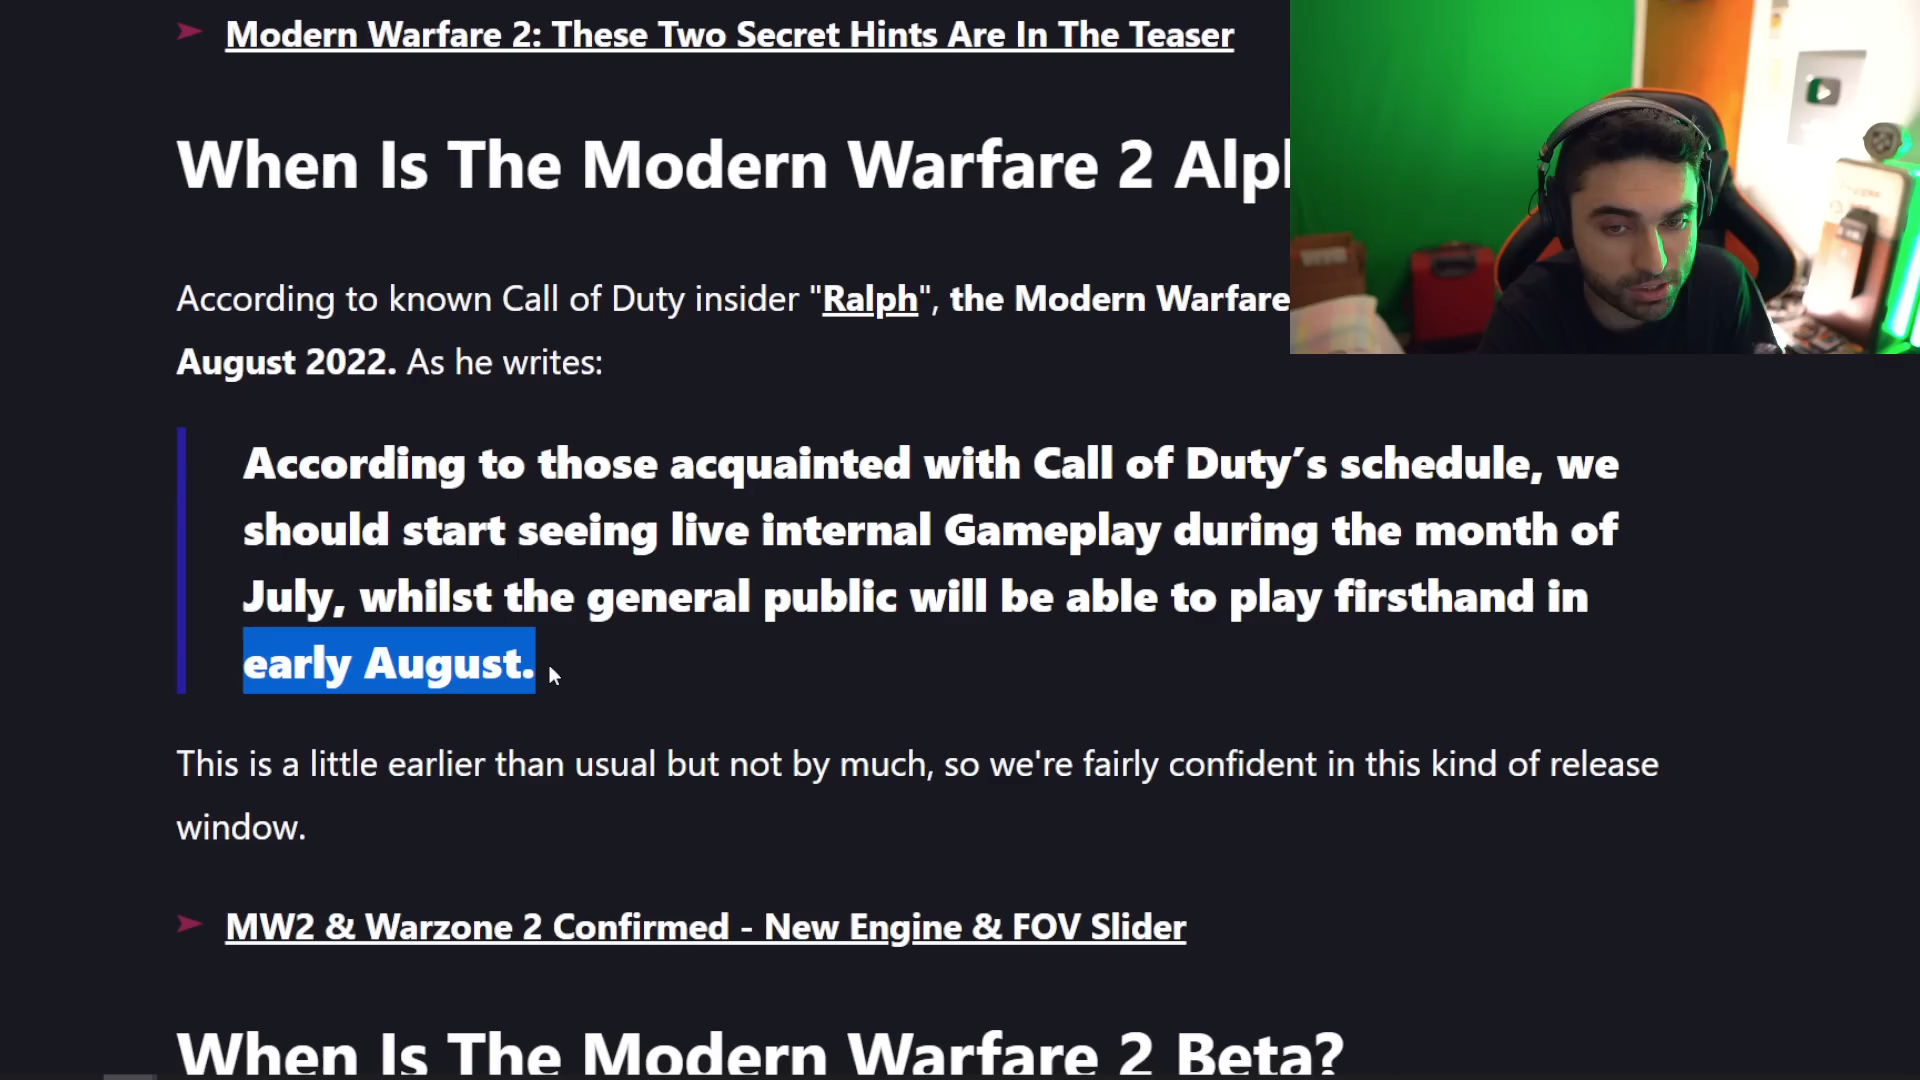 Modern Warfare 2: These Two Secret Hints Are In The Teaser
When Is The Modern Warfare 2
According to known Call of Duty insider "Ralph", the Modern Warfare
August 2022. As he writes:
According to those acquainted with Call of Duty´s schedule, we
should start seeing live internal Gameplay during the month of
July, whilst the general public will be able to play firsthand in
early August.
This is a little earlier than usual but not by much, so we're fairly confident in this kind of release
window.
MW2 & Warzone 2 Confirmed - New Engine & FOV Slider
When Is The Modern Warfare 2 Beta?